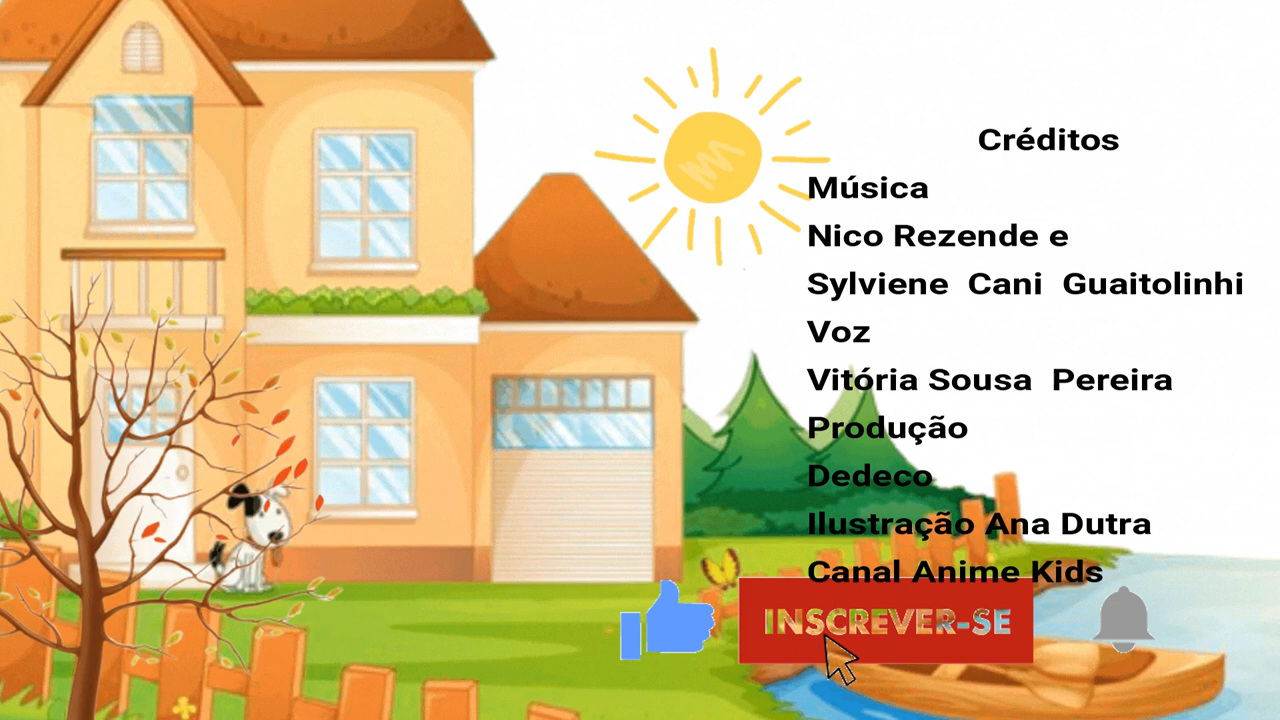 Créditos
Música
Nico Rezende e
Sylviene Cani Guaitolinhi
Voz
Vitória Sousa Pereira
Produção
Dedeco
Ilustração Ana Dutra
Canal Anime Kids
INSCREVER-SE